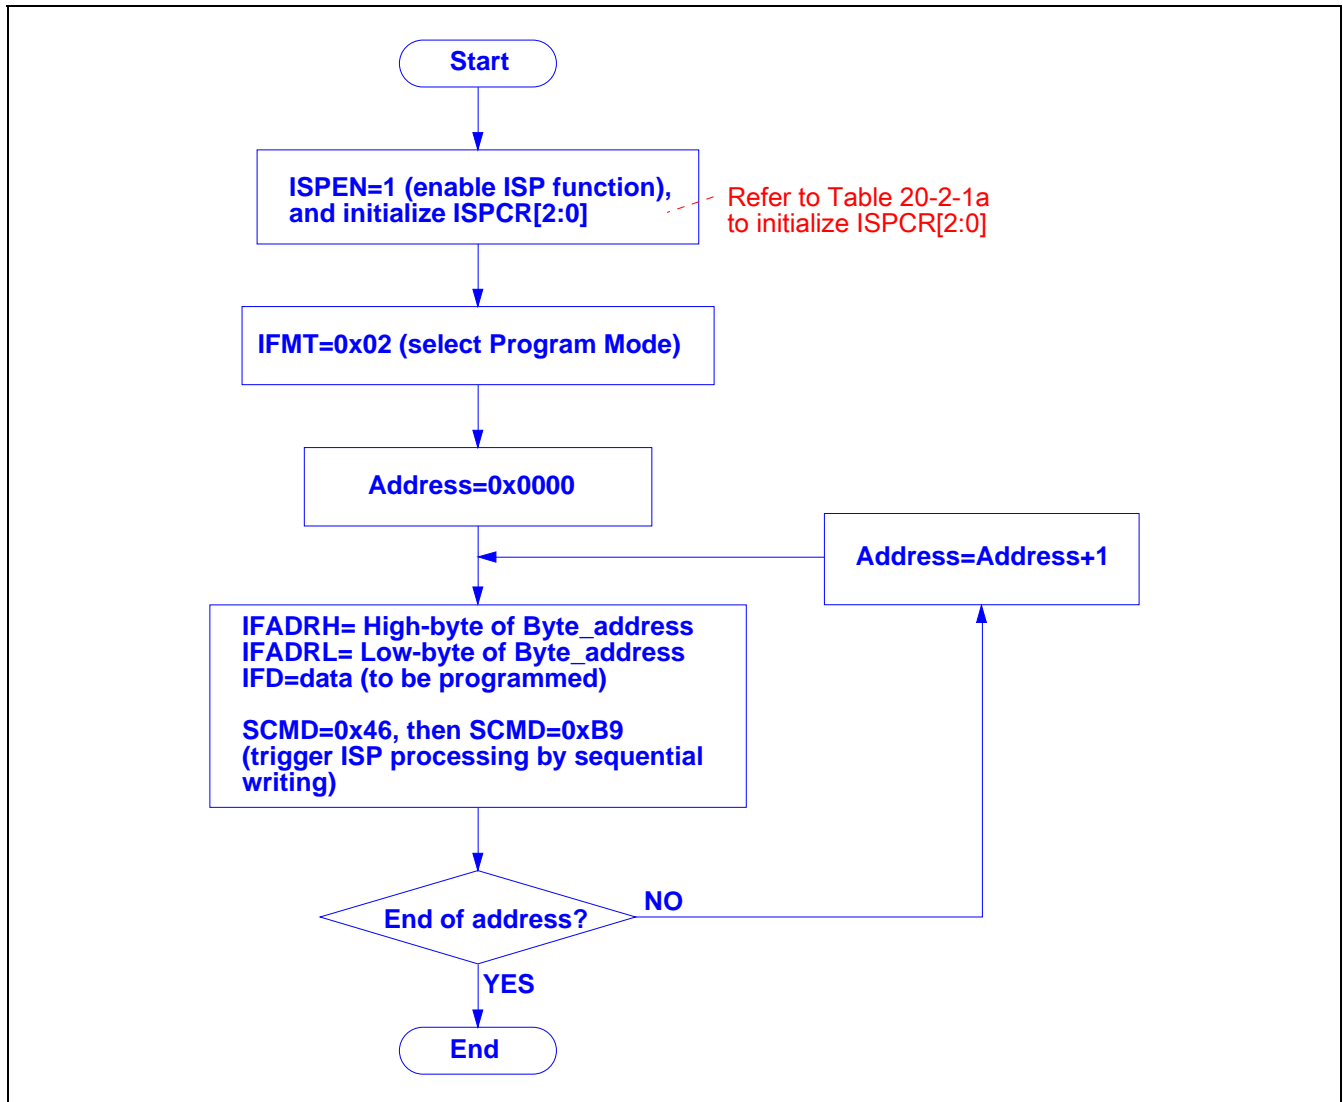 Start
ISPEN=1 (enable ISP function),
and initialize ISPCR[2:0]
Refer to Table 20-2-1a
to initialize ISPCR[2:0]
IFMT=0x02 (select Program Mode)
Address=0x0000
Address=Address+1
IFADRH= High-byte of Byte_address
IFADRL= Low-byte of Byte_address
IFD=data (to be programmed)
SCMD=0x46, then SCMD=0xB9
(trigger ISP processing by sequential
writing)
End of address?
NO
YES
End